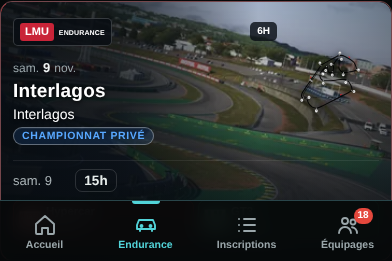 LMU ENDURANCE
6H
sam. 9 nov.
Interlagos
Interlagos
CHAMPIONNAT PRIVÉ
sam. 9 15h
18
Accueil Endurance Inscriptions Équipages